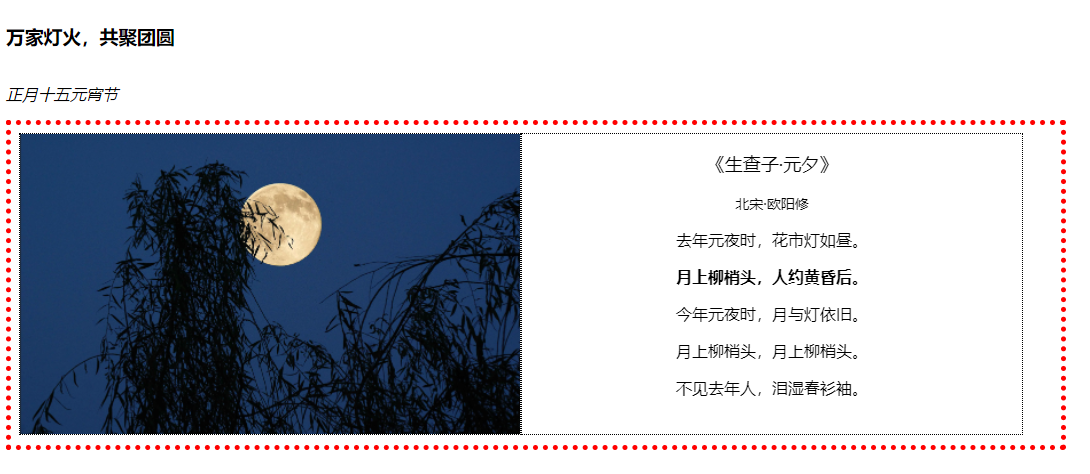 万家灯火，共聚团圆
正月十五元宵节
《生查子·元夕》
北宋·欧阳修
去年元夜时，花市灯如昼。
月上柳梢头，人约黄昏后。
今年元夜时，月与灯依旧。
月上柳梢头，月上柳梢头。
不见去年人，泪湿春衫袖。